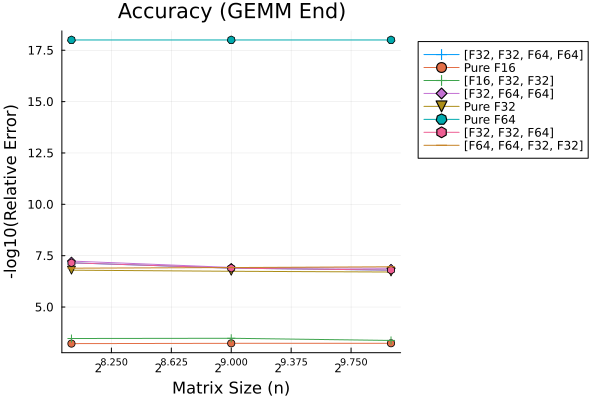 Accuracy (GEMM End)
-log10(Relative Error)
17.5
15.0
12.5
10.0
7.5
5.0
2^8.250 2^8.625 2^9.000 2^9.375 2^9.750
Matrix Size (n)
[F32, F32, F64, F64]
Pure F16
[F16, F32, F32]
[F32, F64, F64]
Pure F32
Pure F64
[F32, F32, F64]
[F64, F64, F32, F32]